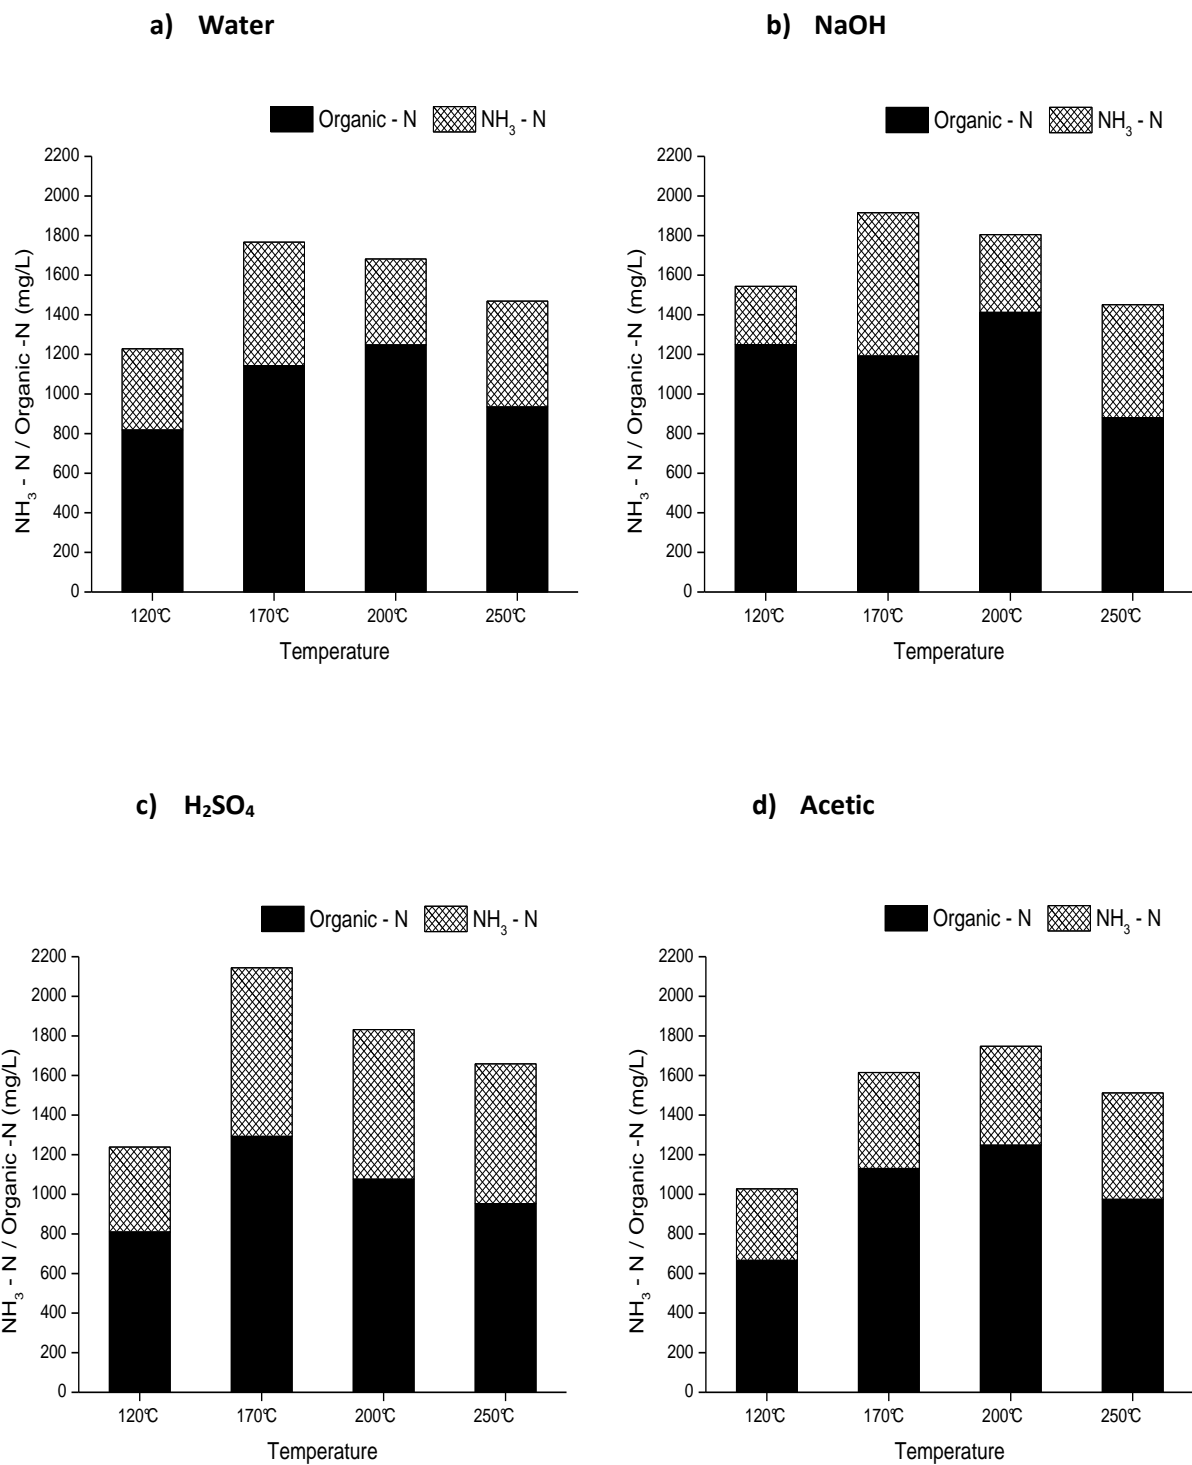 a) Water
Organic - N NH₃ - N
NH₃ - N / Organic -N (mg/L)
2200
2000
1800
1600
1400
1200
1000
800
600
400
200
0
120°C 170°C 200°C 250°C
Temperature
b) NaOH
Organic - N NH₃ - N
NH₃ - N / Organic -N (mg/L)
2200
2000
1800
1600
1400
1200
1000
800
600
400
200
0
120°C 170°C 200°C 250°C
Temperature
c) H₂SO₄
Organic - N NH₃ - N
NH₃ - N / Organic -N (mg/L)
2200
2000
1800
1600
1400
1200
1000
800
600
400
200
0
120°C 170°C 200°C 250°C
Temperature
d) Acetic
Organic - N NH₃ - N
NH₃ - N / Organic -N (mg/L)
2200
2000
1800
1600
1400
1200
1000
800
600
400
200
0
120°C 170°C 200°C 250°C
Temperature